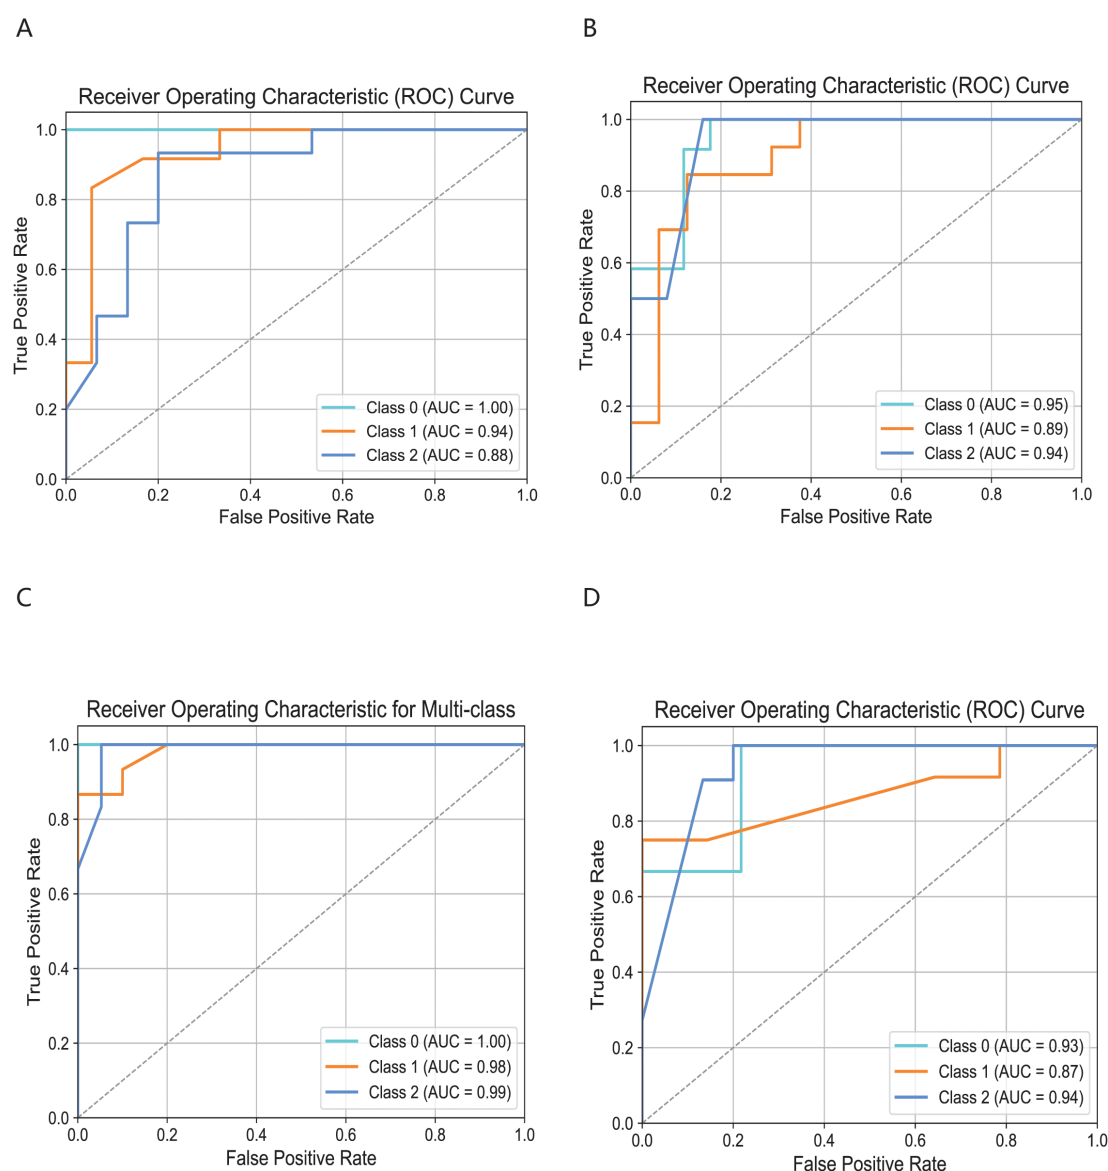 A
Receiver Operating Characteristic (ROC) Curve
1.0
0.8
0.6
0.4
0.2
0.0
True Positive Rate
Class 0 (AUC = 1.00)
Class 1 (AUC = 0.94)
Class 2 (AUC = 0.88)
0.0 0.2 0.4 0.6 0.8 1.0
False Positive Rate
B
Receiver Operating Characteristic (ROC) Curve
1.0
0.8
0.6
0.4
0.2
0.0
True Positive Rate
Class 0 (AUC = 0.95)
Class 1 (AUC = 0.89)
Class 2 (AUC = 0.94)
0.0 0.2 0.4 0.6 0.8 1.0
False Positive Rate
C
Receiver Operating Characteristic for Multi-class
1.0
0.8
0.6
0.4
0.2
0.0
True Positive Rate
Class 0 (AUC = 1.00)
Class 1 (AUC = 0.98)
Class 2 (AUC = 0.99)
0.0 0.2 0.4 0.6 0.8 1.0
False Positive Rate
D
Receiver Operating Characteristic (ROC) Curve
1.0
0.8
0.6
0.4
0.2
0.0
True Positive Rate
Class 0 (AUC = 0.93)
Class 1 (AUC = 0.87)
Class 2 (AUC = 0.94)
0.0 0.2 0.4 0.6 0.8 1.0
False Positive Rate